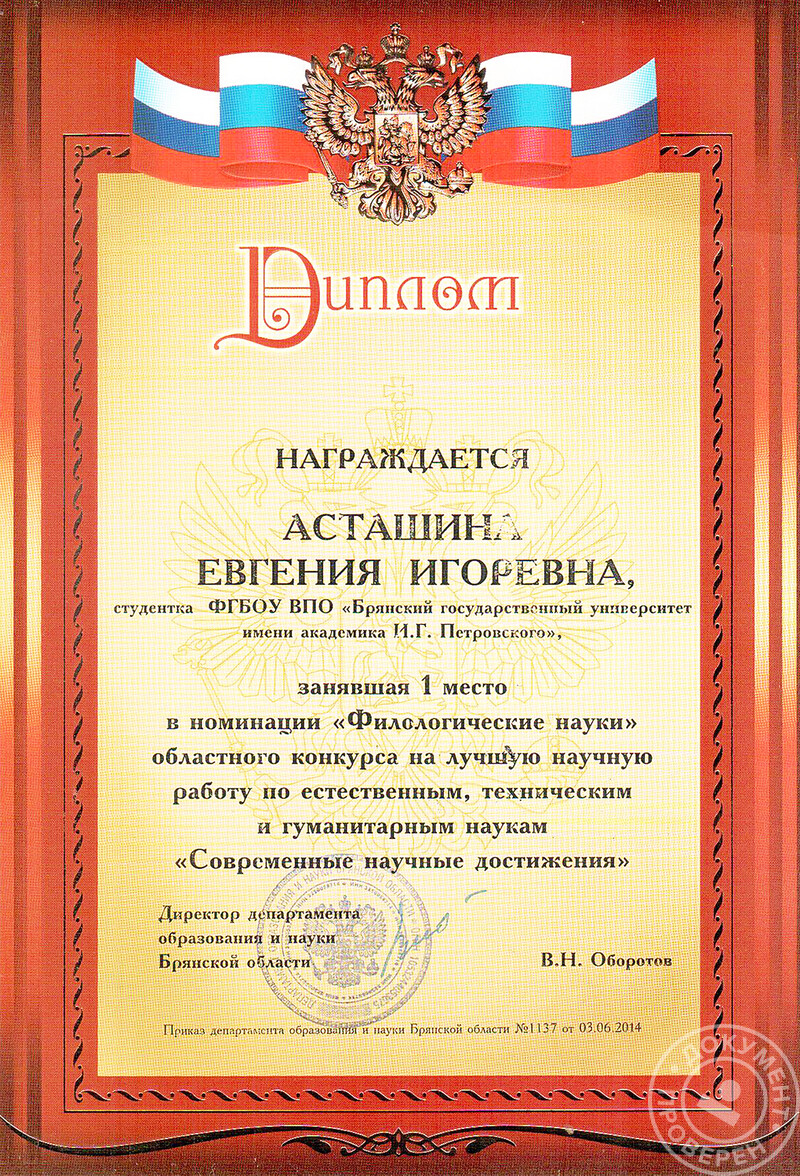 Диплом
НАГРАЖДАЕТСЯ
АСТАШИНА
ЕВГЕНИЯ ИГОРЕВНА,
студентка ФГБОУ ВПО «Брянский государственный университет
имени академика И.Г. Петровского»,
занявшая 1 место
в номинации «Филологические науки»
областного конкурса на лучшую научную
работу по естественным, техническим
и гуманитарным наукам
«Современные научные достижения»
Директор департамента
образования и науки
Брянской области
В.Н. Оборотов
Приказ департамента образования и науки Брянской области №1137 от 03.06.2014
ДОКУМЕНТ
ПРОВЕРЕН